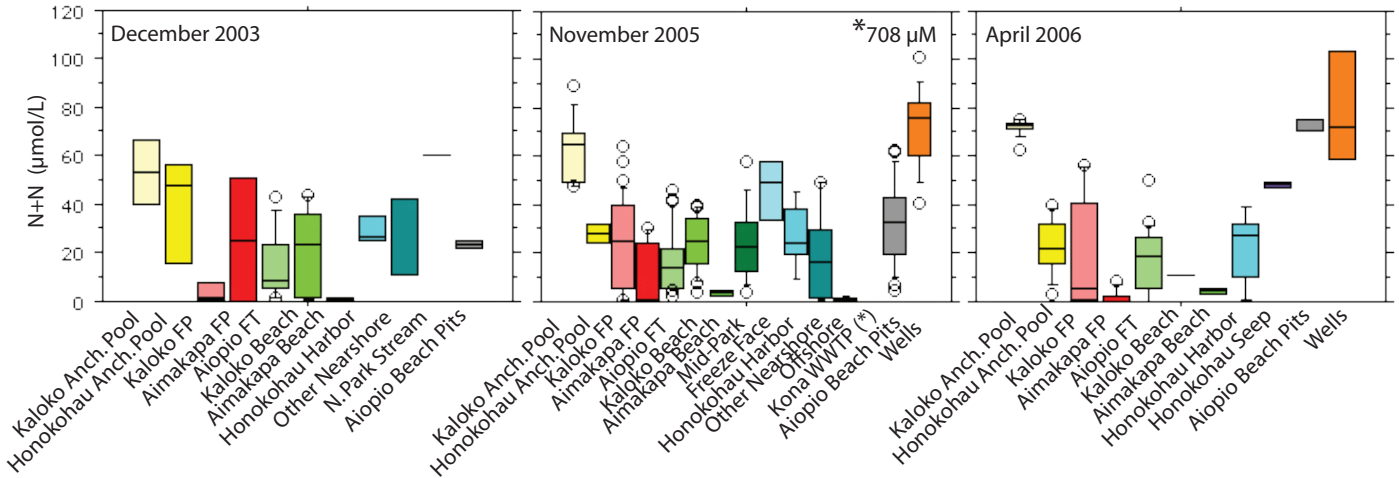 120
100
80
60
40
20
0
N+N (µmol/L)
December 2003
November 2005
*708 µM
April 2006
Kaloko Anch. Pool
Honokohau Anch. Pool
Kaloko FP
Aimakapa FP
Aiopio FT
Kaloko Beach
Aimakapa Beach
Honokohau Harbor
Other Nearshore
N. Park Stream
Aiopio Beach Pits
Kaloko Anch. Pool
Honokohau Anch. Pool
Kaloko FP
Aimakapa FP
Aiopio FT
Kaloko Beach
Aimakapa Beach
Mid-Park
Freeze Face
Honokohau Harbor
Other Nearshore
Offshore
Kona WWTP (*)
Aiopio Beach Pits
Wells
Kaloko Anch. Pool
Honokohau Anch. Pool
Kaloko FP
Aimakapa FP
Aiopio FT
Kaloko Beach
Aimakapa Beach
Honokohau Harbor
Honokohau Seep
Aiopio Beach Pits
Wells